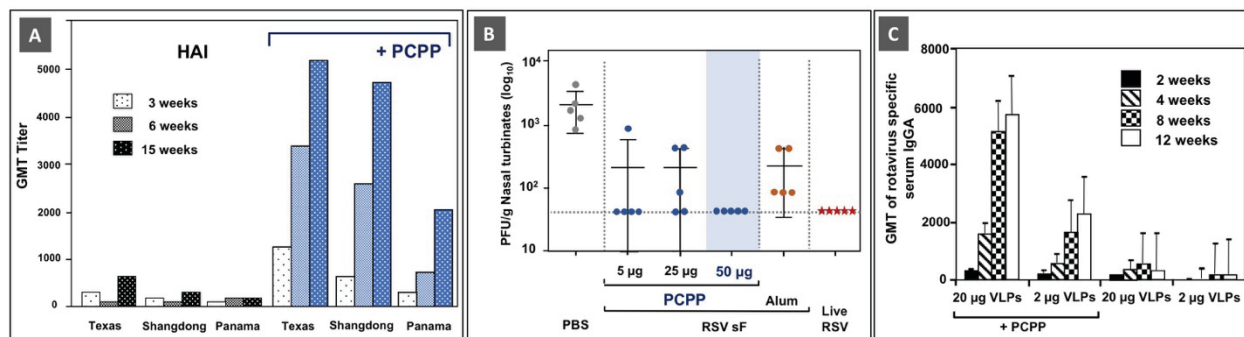 A
HAI
+ PCPP
GMT Titer
5000
4000
3000
2000
1000
0
3 weeks
6 weeks
15 weeks
Texas Shangdong Panama Texas Shangdong Panama
B
PFU/g Nasal turbinates (log10)
10⁴
10³
10²
10
5 µg 25 µg 50 µg
PCPP Alum
PBS RSV sF Live RSV
C
GMT of rotavirus specific
serum IgGA
8000
6000
4000
2000
0
2 weeks
4 weeks
8 weeks
12 weeks
20 µg VLPs 2 µg VLPs 20 µg VLPs 2 µg VLPs
+ PCPP